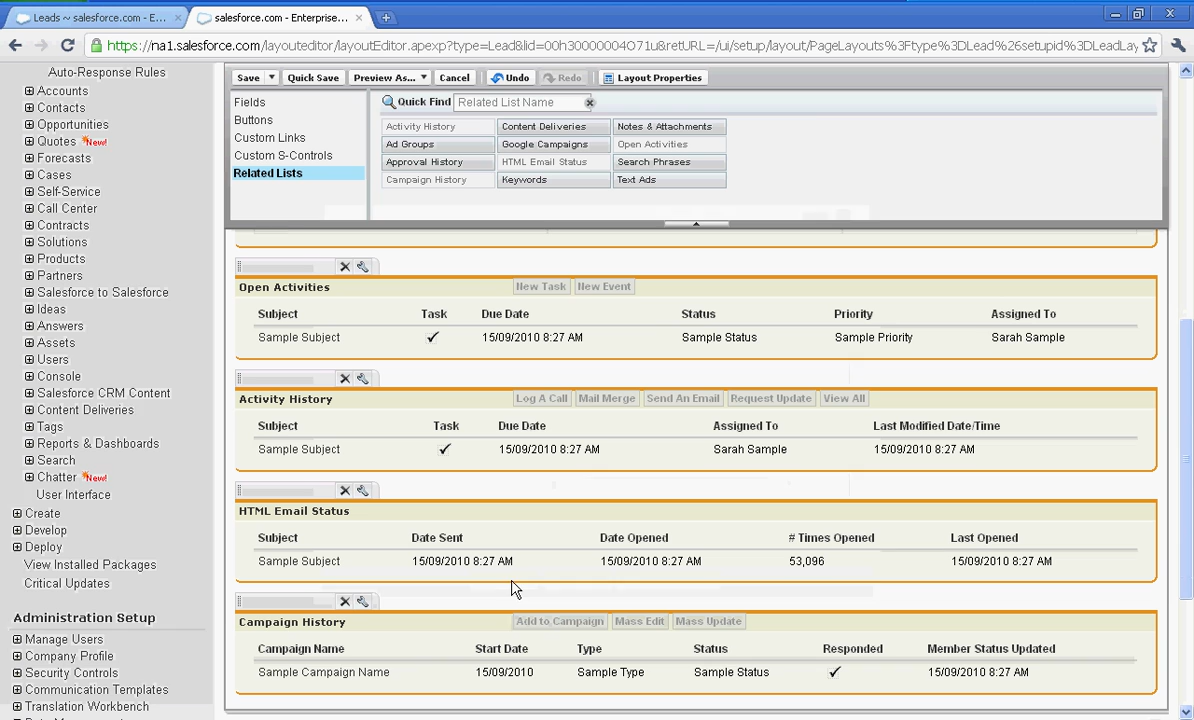 Leads ~ salesforce.com - E...
salesforce.com - Enterprise...
https://na1.salesforce.com/layouteditor/layoutEditor.apexp?type=Lead&lid=00h30000004O71u&retURL=/ui/setup/layout/PageLayouts%3Ftype%3DLead%26setupid%3DLeadLay
Auto-Response Rules
Accounts
Contacts
Opportunities
Quotes New!
Forecasts
Cases
Self-Service
Call Center
Contracts
Solutions
Products
Partners
Salesforce to Salesforce
Ideas
Answers
Assets
Users
Console
Salesforce CRM Content
Content Deliveries
Tags
Reports & Dashboards
Search
Chatter New!
User Interface
Create
Develop
Deploy
View Installed Packages
Critical Updates
Administration Setup
Manage Users
Company Profile
Security Controls
Communication Templates
Translation Workbench
Save Quick Save Preview As... Cancel Undo Redo Layout Properties
Fields
Buttons
Custom Links
Custom S-Controls
Related Lists
Quick Find Related List Name
Activity History Content Deliveries Notes & Attachments
Ad Groups Google Campaigns Open Activities
Approval History HTML Email Status Search Phrases
Campaign History Keywords Text Ads
Open Activities New Task New Event
Subject Task Due Date Status Priority Assigned To
Sample Subject 15/09/2010 8:27 AM Sample Status Sample Priority Sarah Sample
Activity History Log A Call Mail Merge Send An Email Request Update View All
Subject Task Due Date Assigned To Last Modified Date/Time
Sample Subject 15/09/2010 8:27 AM Sarah Sample 15/09/2010 8:27 AM
HTML Email Status
Subject Date Sent Date Opened # Times Opened Last Opened
Sample Subject 15/09/2010 8:27 AM 15/09/2010 8:27 AM 53,096 15/09/2010 8:27 AM
Campaign History Add to Campaign Mass Edit Mass Update
Campaign Name Start Date Type Status Responded Member Status Updated
Sample Campaign Name 15/09/2010 Sample Type Sample Status 15/09/2010 8:27 AM